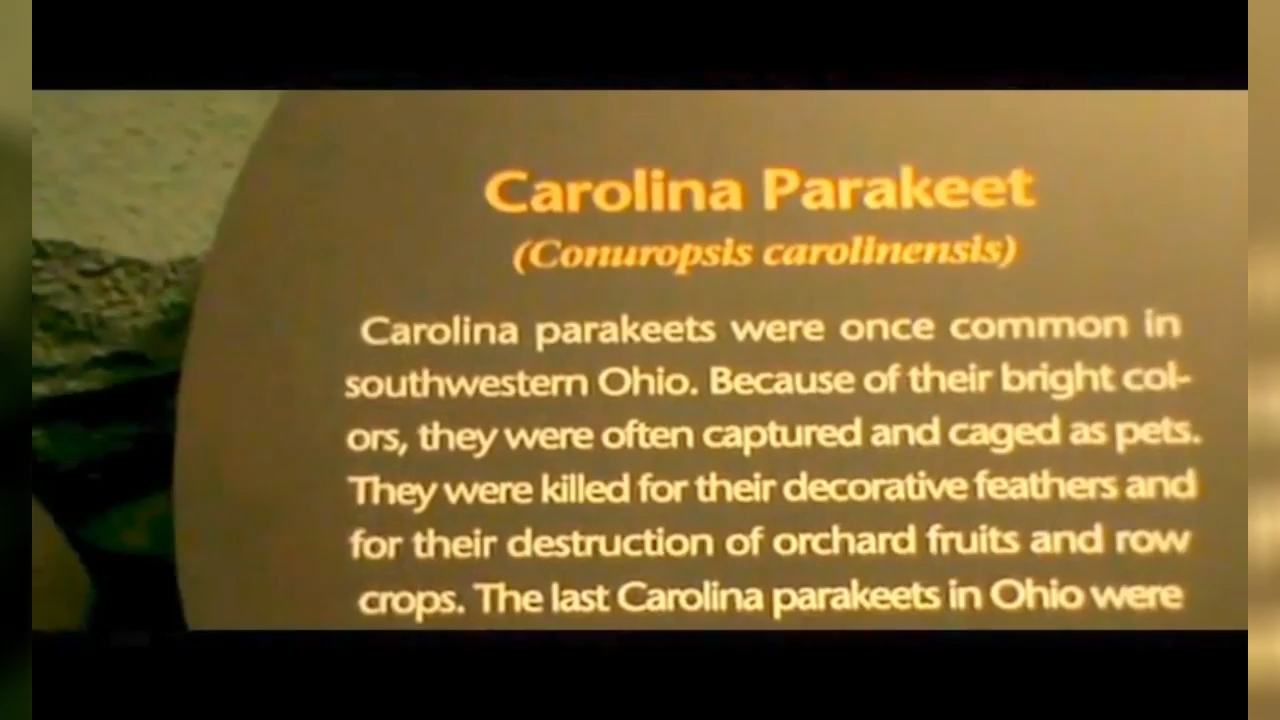 Carolina Parakeet
(Conuropsis carolinensis)
Carolina parakeets were once common in
southwestern Ohio. Because of their bright col-
ors, they were often captured and caged as pets.
They were killed for their decorative feathers and
for their destruction of orchard fruits and row
crops. The last Carolina parakeets in Ohio were